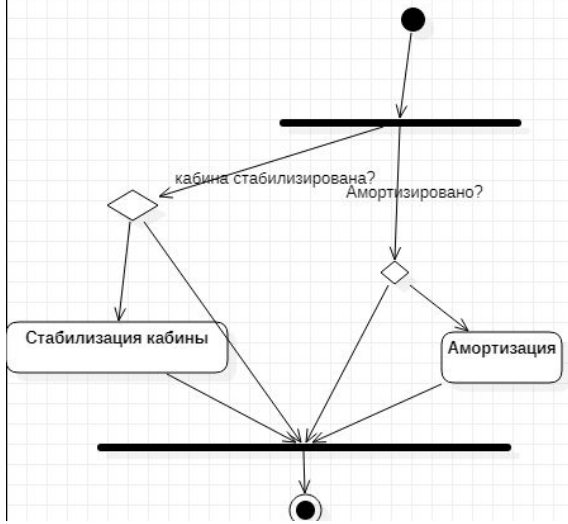 кабина стабилизирована?
Амортизировано?
Стабилизация кабины
Амортизация